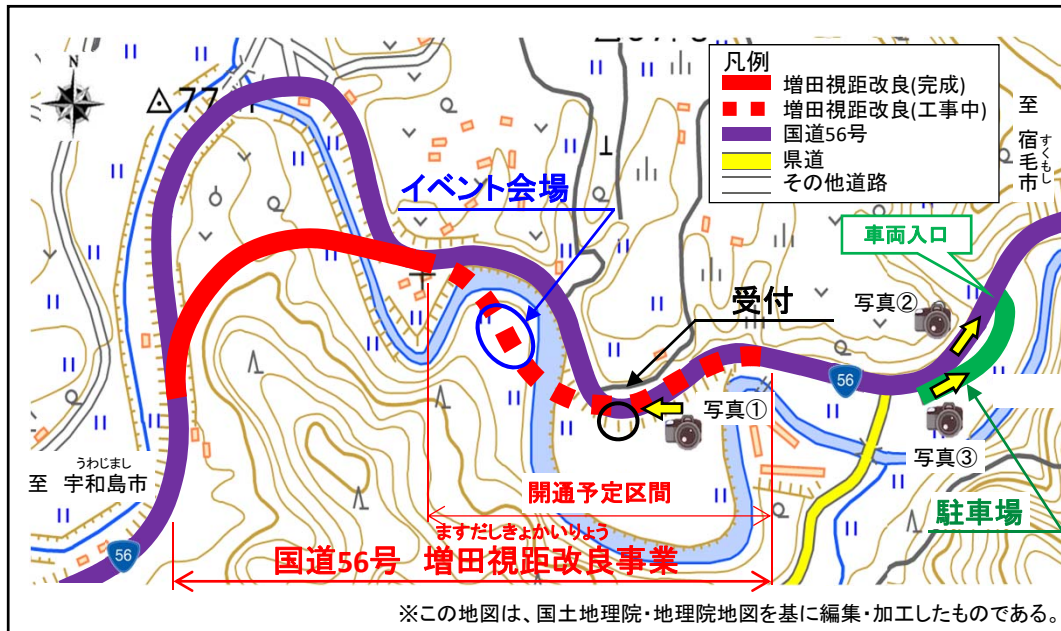 N
凡例
増田視距改良(完成)
増田視距改良(工事中)
国道56号
県道
その他道路
至 宿毛市
すくもし
イベント会場
車両入口
受付
写真②
写真①
写真③
56
開通予定区間
駐車場
うわじまし
至 宇和島市
56
ますだしきょかいりょう
国道56号 増田視距改良事業
※この地図は、国土地理院・地理院地図を基に編集・加工したものである。